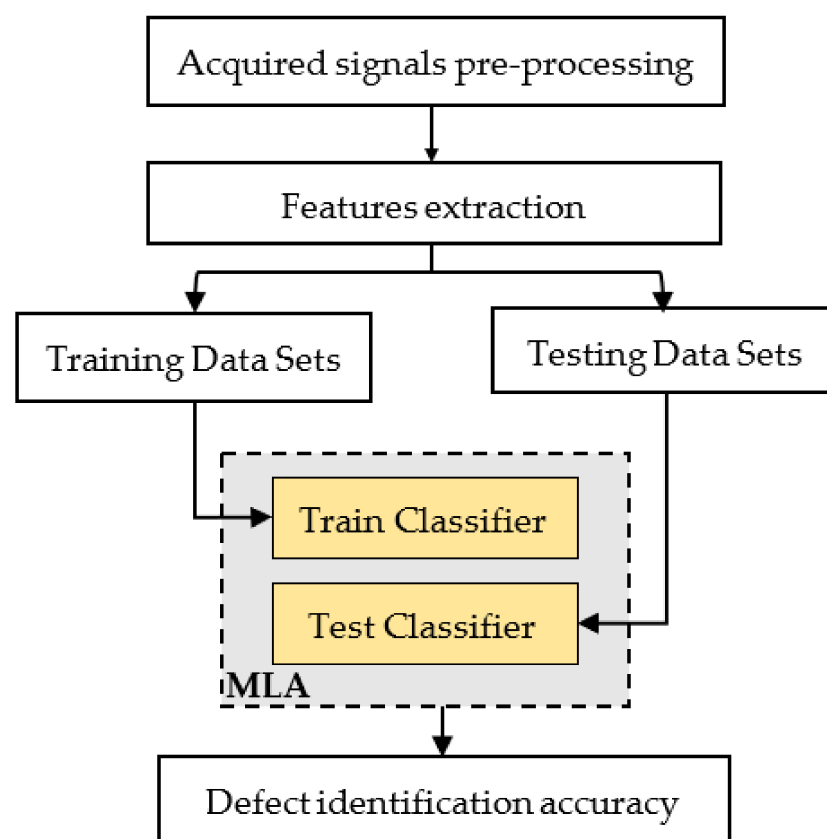 Acquired signals pre-processing
Features extraction
Training Data Sets
Testing Data Sets
Train Classifier
Test Classifier
MLA
Defect identification accuracy